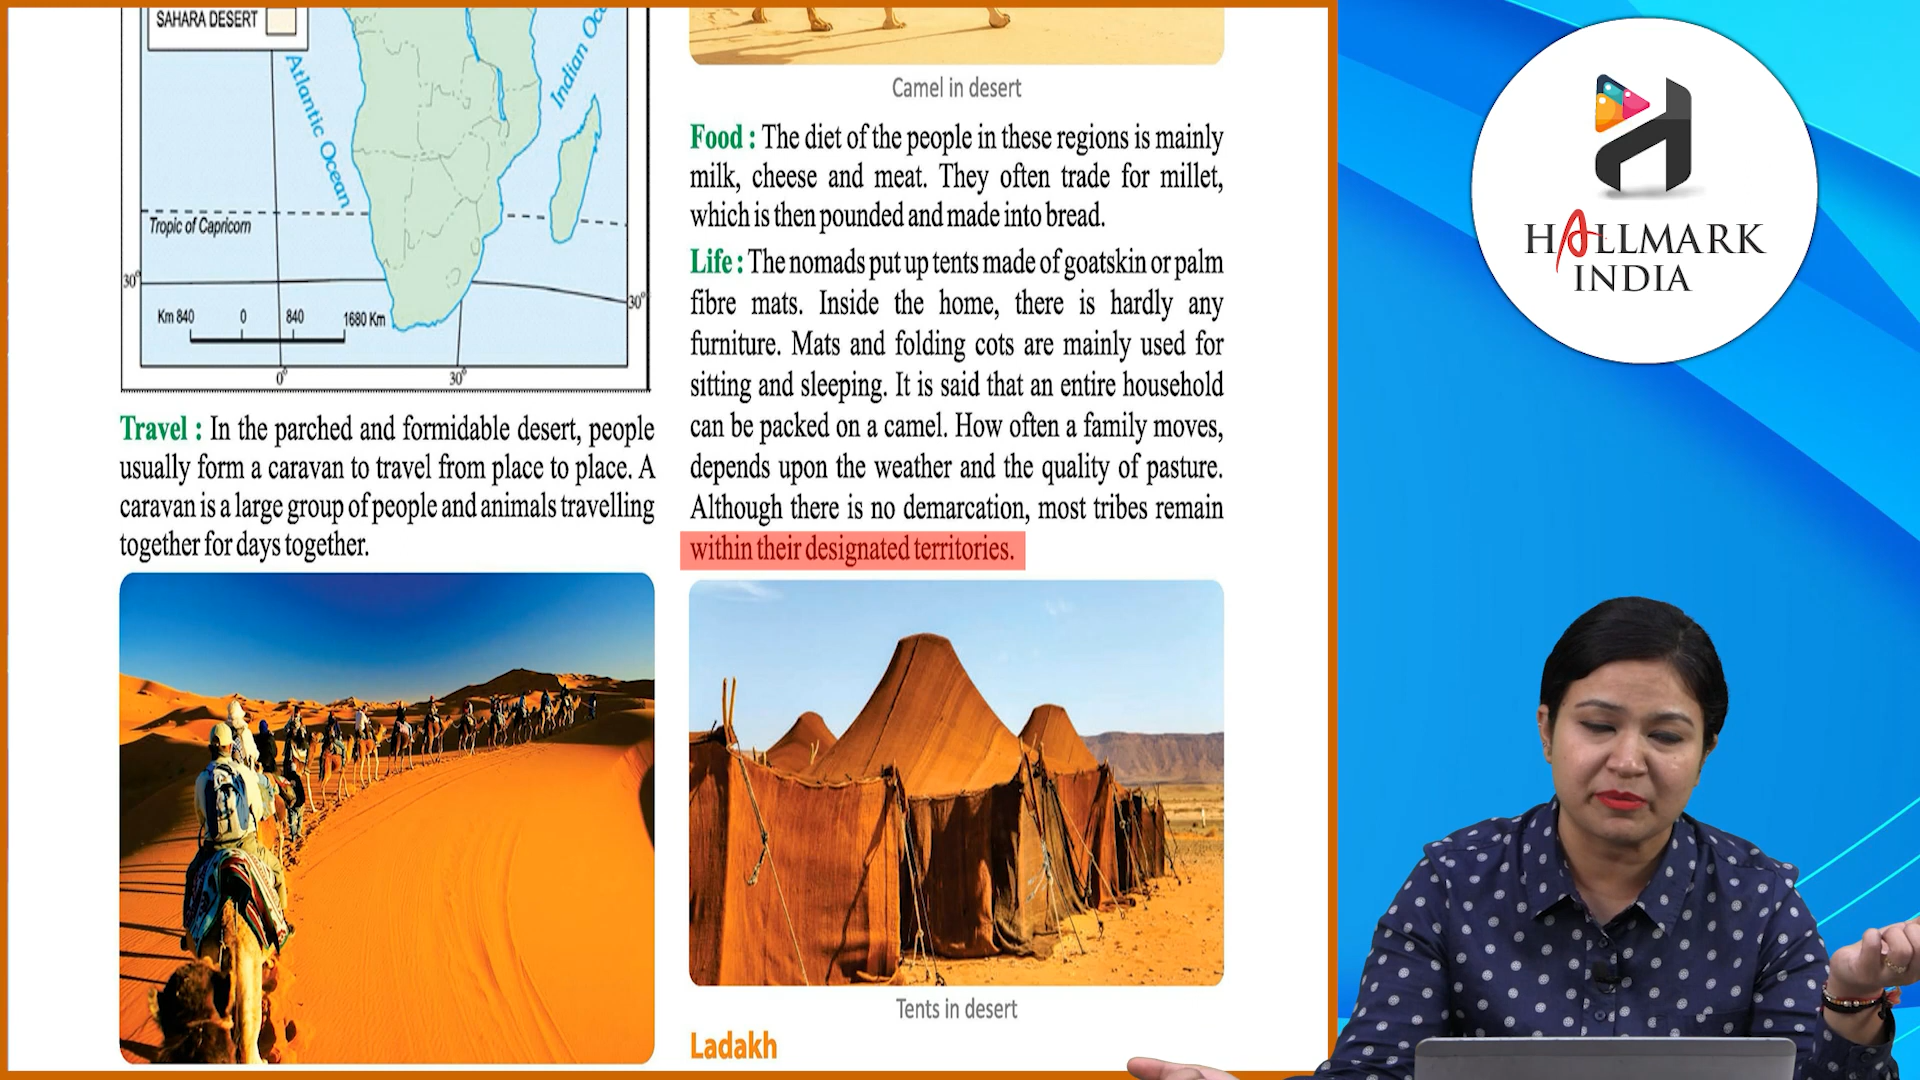 SAHARA DESERT
Atlantic Ocean
Indian Oc
Tropic of Capricorn
30°
30°
Km 840 0 840 1680 Km
0° 30°
Travel : In the parched and formidable desert, people
usually form a caravan to travel from place to place. A
caravan is a large group of people and animals travelling
together for days together.
Camel in desert
Food : The diet of the people in these regions is mainly
milk, cheese and meat. They often trade for millet,
which is then pounded and made into bread.
Life : The nomads put up tents made of goatskin or palm
fibre mats. Inside the home, there is hardly any
furniture. Mats and folding cots are mainly used for
sitting and sleeping. It is said that an entire household
can be packed on a camel. How often a family moves,
depends upon the weather and the quality of pasture.
Although there is no demarcation, most tribes remain
within their designated territories.
Tents in desert
Ladakh
HALLMARK
INDIA